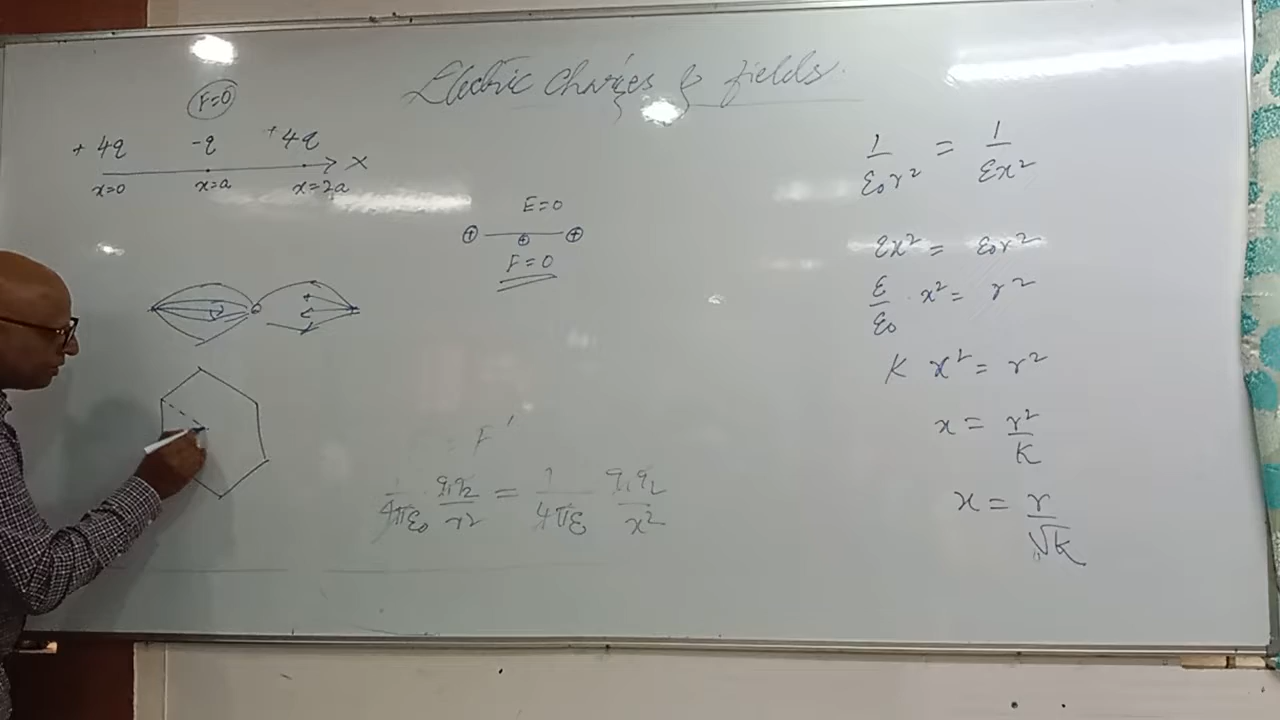 Electric Charges & fields
F=0
+ 4q -q + 4q
x=0 x=a x=2a X
E=0
+ + +
F=0
F'
1/4πε₀ q₁q₂/r² = 1/4πε q₁q₂/x²
1/ε₀r² = 1/εx²
εx² = ε₀r²
ε/ε₀ · x² = r²
K x² = r²
x = r²/K
x = r/√K